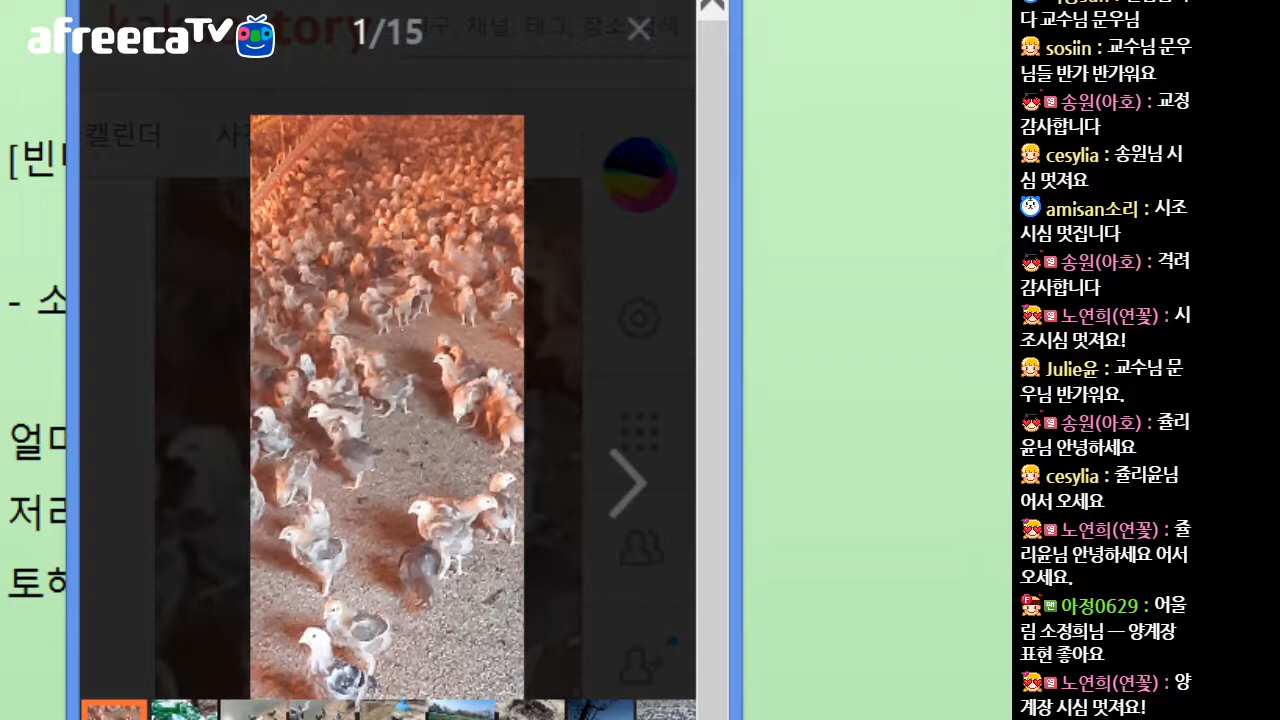 afreecaTV
1/15
캘린더
[빈
- 소
다 교수님 문우님
sosiin : 교수님 문우
님들 반가 반가워요
송원(아호) : 교정
감사합니다
cesylia : 송원님 시
심 멋져요
amisan소리 : 시조
시심 멋집니다
송원(아호) : 격려
감사합니다
노연희(연꽃) : 시
조시심 멋져요!
Julie윤 : 교수님 문
우님 반가워요.
송원(아호) : 쥴리
윤님 안녕하세요
cesylia : 쥴리윤님
어서 오세요
노연희(연꽃) : 쥴
리윤님 안녕하세요 어서
오세요.
아정0629 : 어울
림 소정희님 ㅡ 양계장
표현 좋아요
노연희(연꽃) : 양
계장 시심 멋져요!